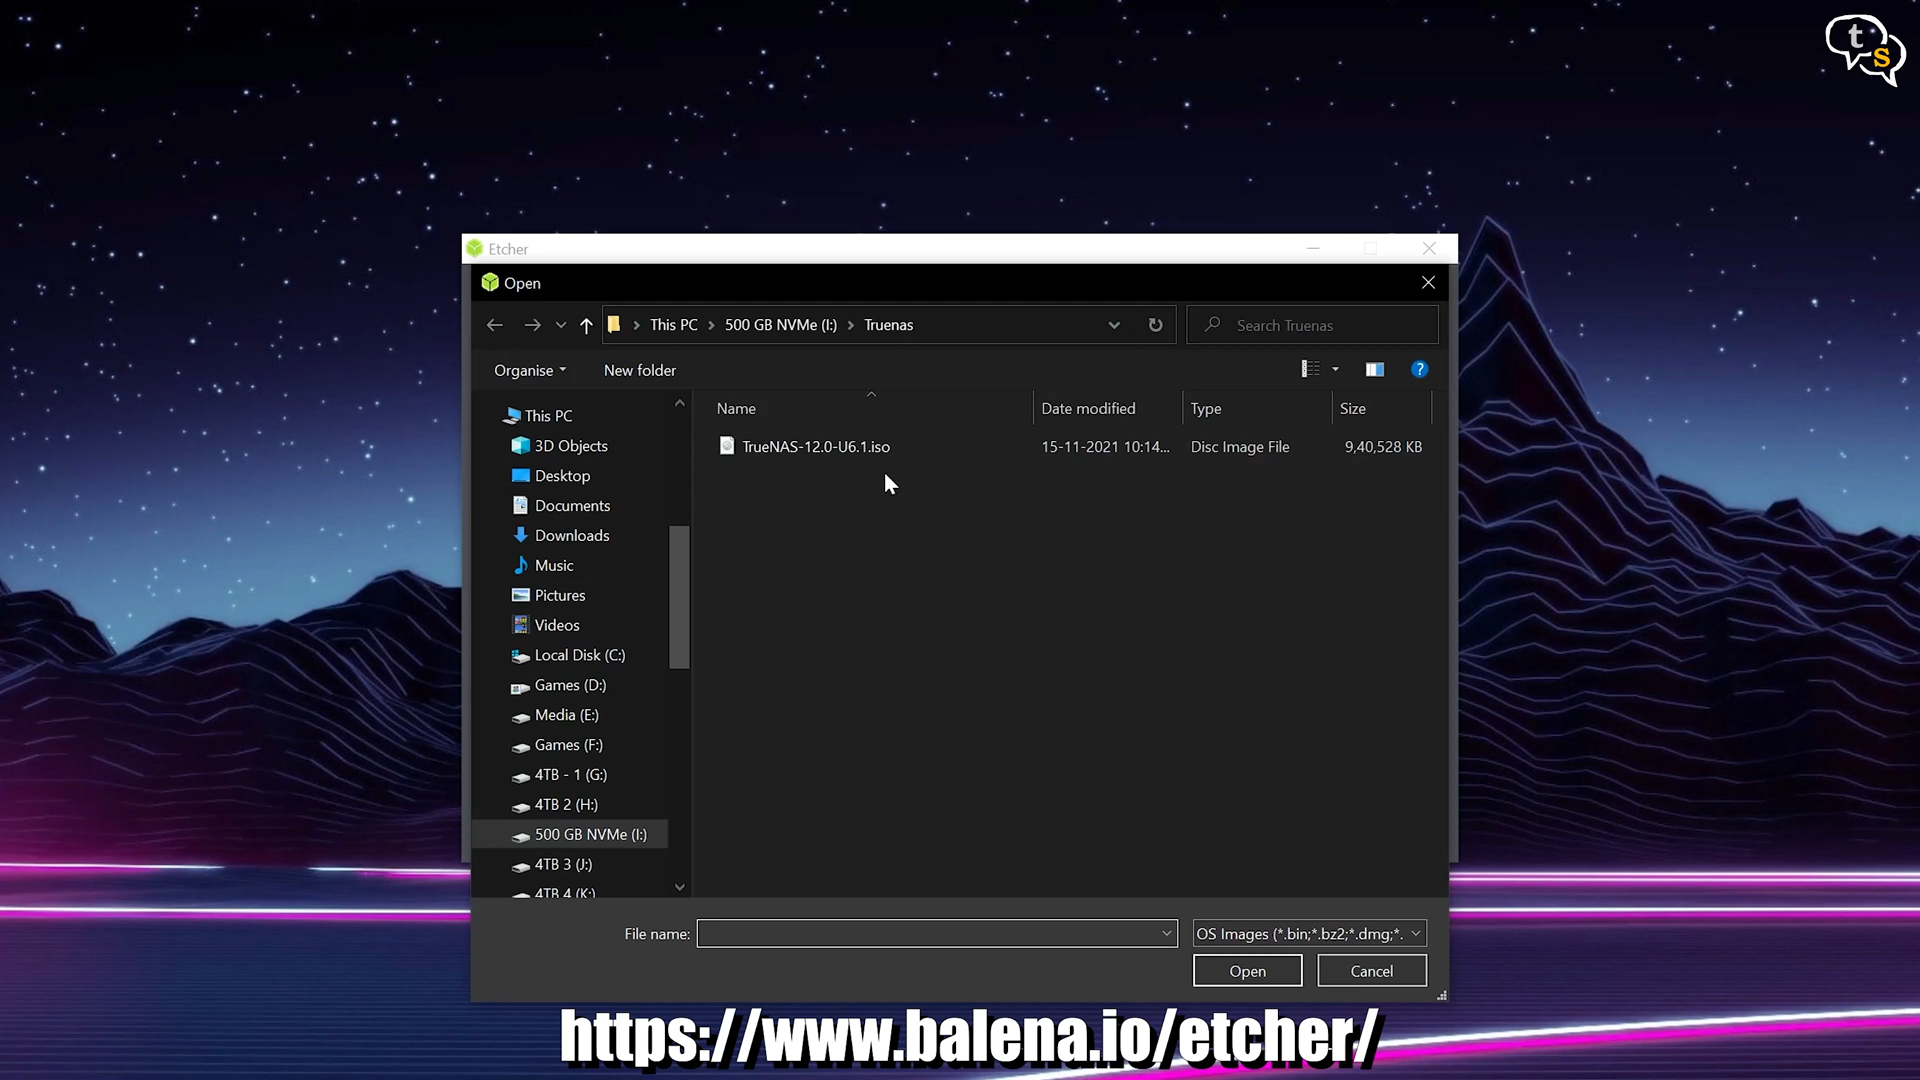 ts
Etcher
Open
This PC > 500 GB NVMe (I:) > Truenas
Search Truenas
Organise
New folder
?
Name
Date modified
Type
Size
TrueNAS-12.0-U6.1.iso
15-11-2021 10:14...
Disc Image File
9,40,528 KB
This PC
3D Objects
Desktop
Documents
Downloads
Music
Pictures
Videos
Local Disk (C:)
Games (D:)
Media (E:)
Games (F:)
4TB - 1 (G:)
4TB 2 (H:)
500 GB NVMe (I:)
4TB 3 (J:)
4TB 4 (K:)
File name:
OS Images (*.bin;*.bz2;*.dmg;*.
Open
Cancel
https://www.balena.io/etcher/